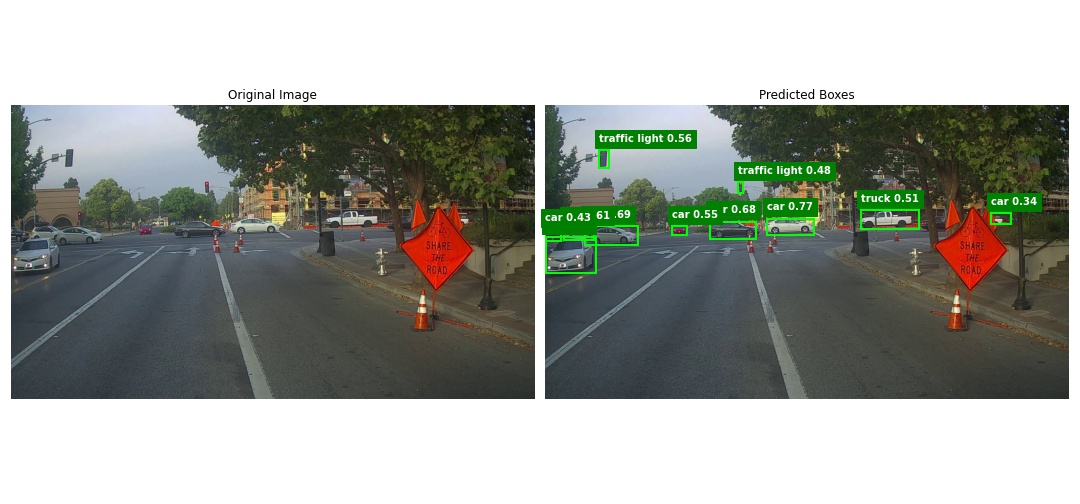 Original Image
Predicted Boxes
traffic light 0.56
traffic light 0.48
truck 0.51
car 0.34
car 0.77
r 0.68
car 0.55
61 .69
car 0.43
SHARE
THE
ROAD
SHARE
THE
ROAD